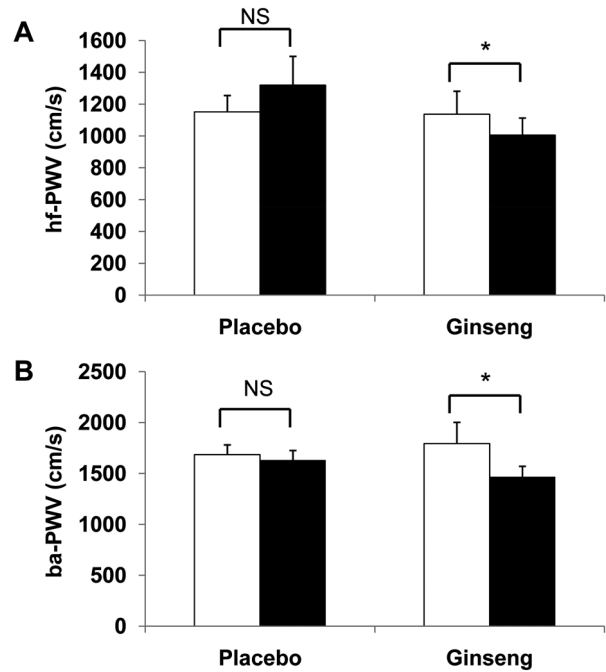 A
NS
*
1600
1400
1200
1000
800
600
400
200
0
hf-PWV (cm/s)
Placebo
Ginseng
B
NS
*
2500
2000
1500
1000
500
0
ba-PWV (cm/s)
Placebo
Ginseng